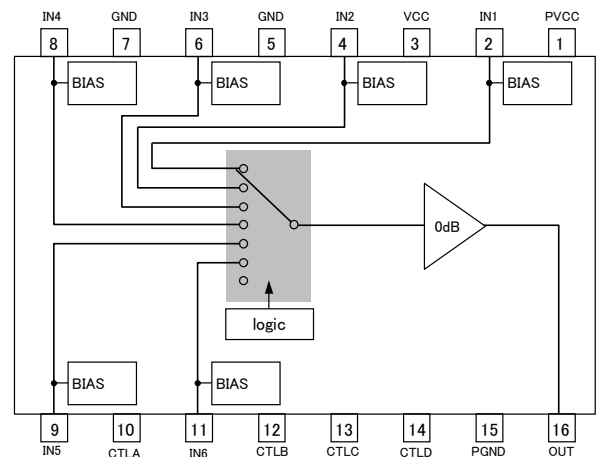 IN4 GND IN3 GND IN2 VCC IN1 PVCC
8 7 6 5 4 3 2 1
BIAS BIAS BIAS BIAS
0dB
logic
BIAS BIAS
9 10 11 12 13 14 15 16
IN5 CTLA IN6 CTLB CTLC CTLD PGND OUT